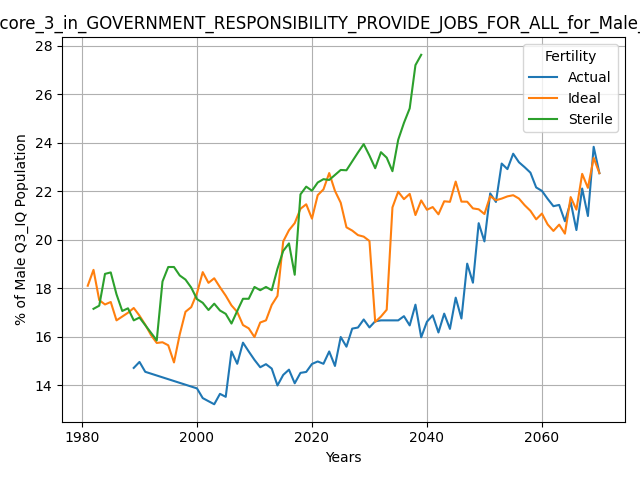 core_3_in_GOVERNMENT_RESPONSIBILITY_PROVIDE_JOBS_FOR_ALL_for_Male_
28
26
24
22
20
18
16
14
% of Male Q3_IQ Population
Fertility
Actual
Ideal
Sterile
1980
2000
2020
2040
2060
Years